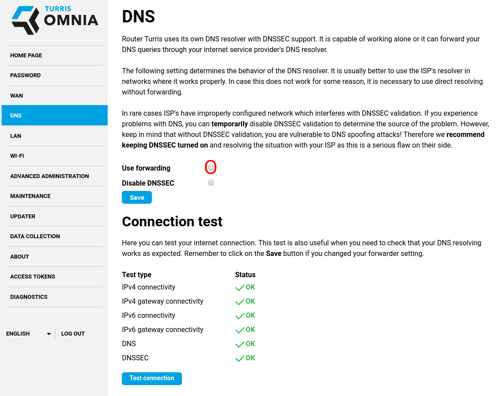 TURRIS
OMNIA
HOME PAGE
PASSWORD
WAN
DNS
LAN
WI-FI
ADVANCED ADMINISTRATION
MAINTENANCE
UPDATER
DATA COLLECTION
ABOUT
ACCESS TOKENS
DIAGNOSTICS
ENGLISH
LOG OUT
DNS
Router Turris uses its own DNS resolver with DNSSEC support. It is capable of working alone or it can forward your
DNS queries through your internet service provider's DNS resolver.
The following setting determines the behavior of the DNS resolver. It is usually better to use the ISP's resolver in
networks where it works properly. In case this does not work for some reason, it is necessary to use direct resolving
without forwarding.
In rare cases ISP's have improperly configured network which interferes with DNSSEC validation. If you experience
problems with DNS, you can temporarily disable DNSSEC validation to determine the source of the problem. However,
keep in mind that without DNSSEC validation, you are vulnerable to DNS spoofing attacks! Therefore we recommend
keeping DNSSEC turned on and resolving the situation with your ISP as this is a serious flaw on their side.
Use forwarding
Disable DNSSEC
Save
Connection test
Here you can test your internet connection. This test is also useful when you need to check that your DNS resolving
works as expected. Remember to click on the Save button if you changed your forwarder setting.
Test type Status
IPv4 connectivity OK
IPv4 gateway connectivity OK
IPv6 connectivity OK
IPv6 gateway connectivity OK
DNS OK
DNSSEC OK
Test connection